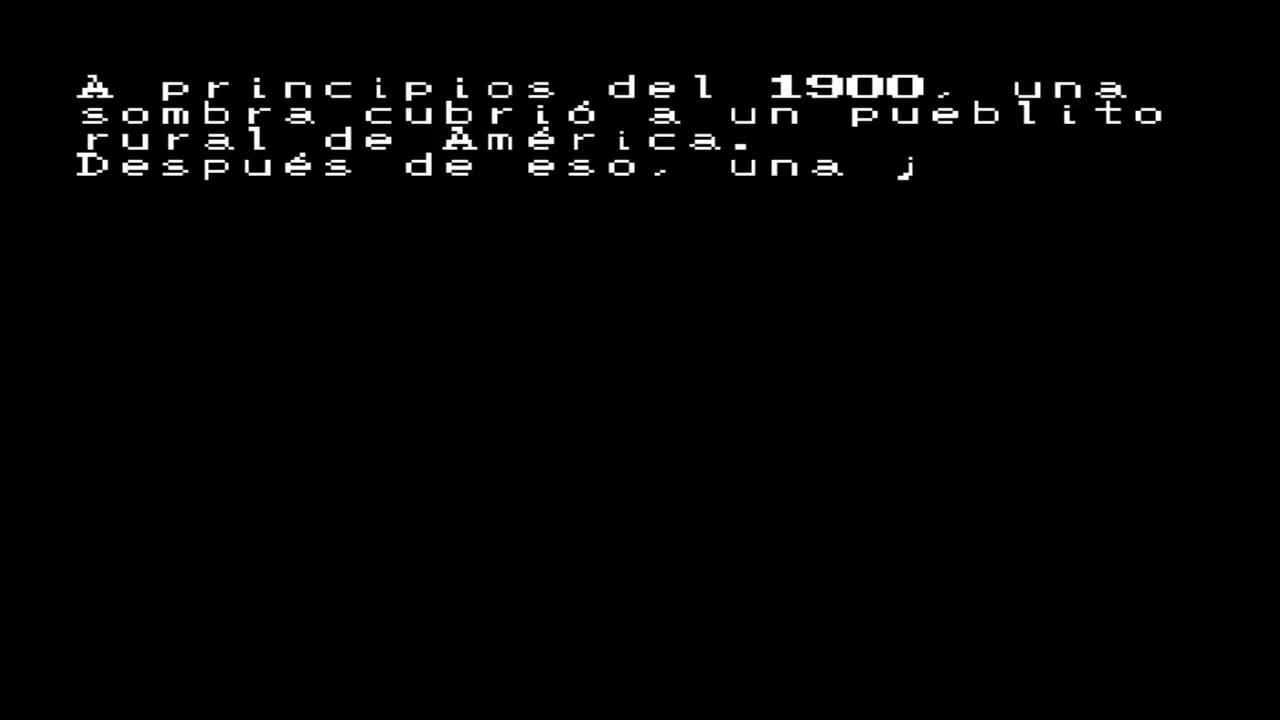 A principios del 1900, una
sombra cubrió a un pueblito
rural de América.
Después de eso, una j